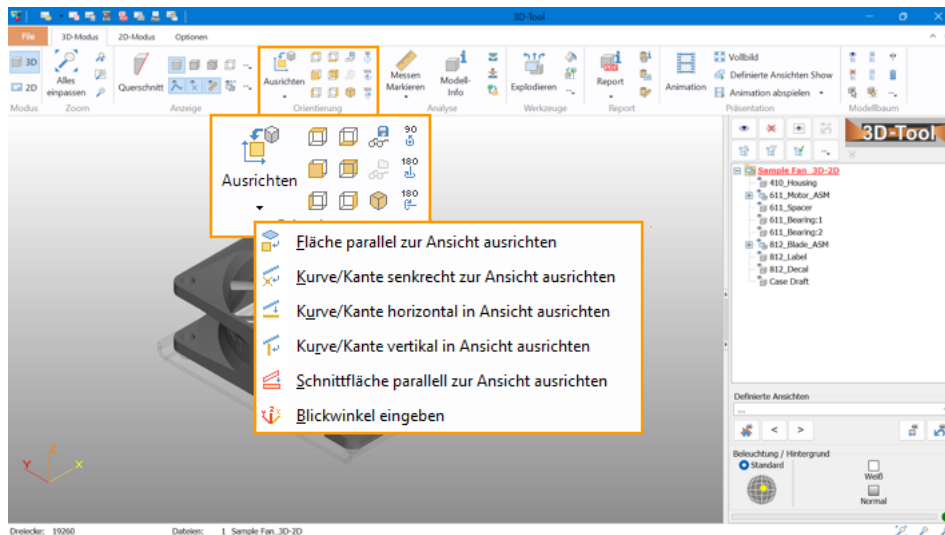 3D-Tool
File 3D-Modus 2D-Modus Optionen
3D
2D
Modus
Alles
einpassen
Zoom
Querschnitt
Anzeige
Ausrichten
Orientierung
Messen
Markieren
Modell-
Info
Analyse
Explodieren
Werkzeuge
Report
Report
Animation
Vollbild
Definierte Ansichten Show
Animation abspielen
Präsentation
Modellbaum
Ausrichten
90
180
180
Fläche parallel zur Ansicht ausrichten
Kurve/Kante senkrecht zur Ansicht ausrichten
Kurve/Kante horizontal in Ansicht ausrichten
Kurve/Kante vertikal in Ansicht ausrichten
Schnittfläche parallell zur Ansicht ausrichten
Blickwinkel eingeben
Z
Y X
3D-Tool
Sample Fan_3D-2D
410_Housing
611_Motor_ASM
611_Spacer
611_Bearing:1
611_Bearing:2
812_Blade_ASM
812_Label
812_Decal
Case Draft
Definierte Ansichten
...
< >
Beleuchtung / Hintergrund
Standard
Weiß
Normal
Dreiecke: 19260 Dateien: 1 Sample Fan_3D-2D